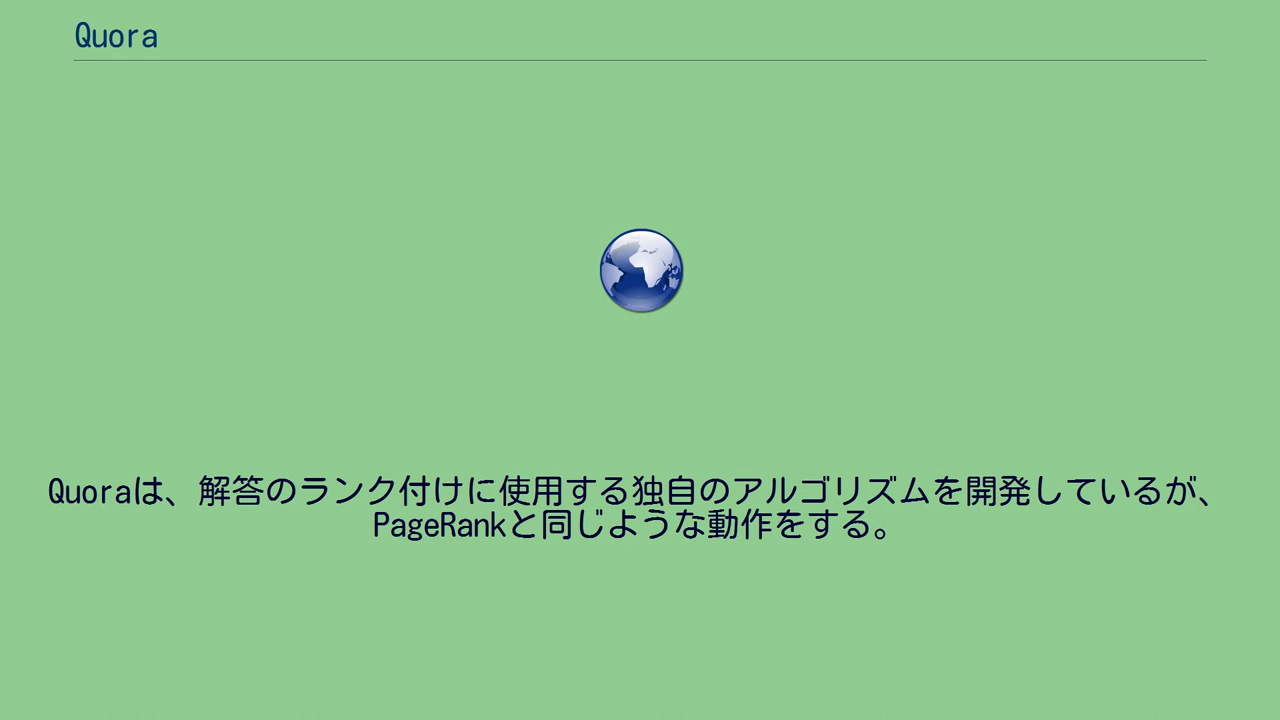 Quora
Quoraは、解答のランク付けに使用する独自のアルゴリズムを開発しているが、
PageRankと同じような動作をする。